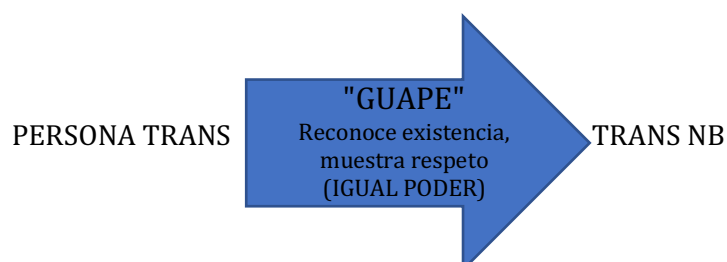 "GUAPE"
PERSONA TRANS
Reconoce existencia,
muestra respeto
(IGUAL PODER)
TRANS NB